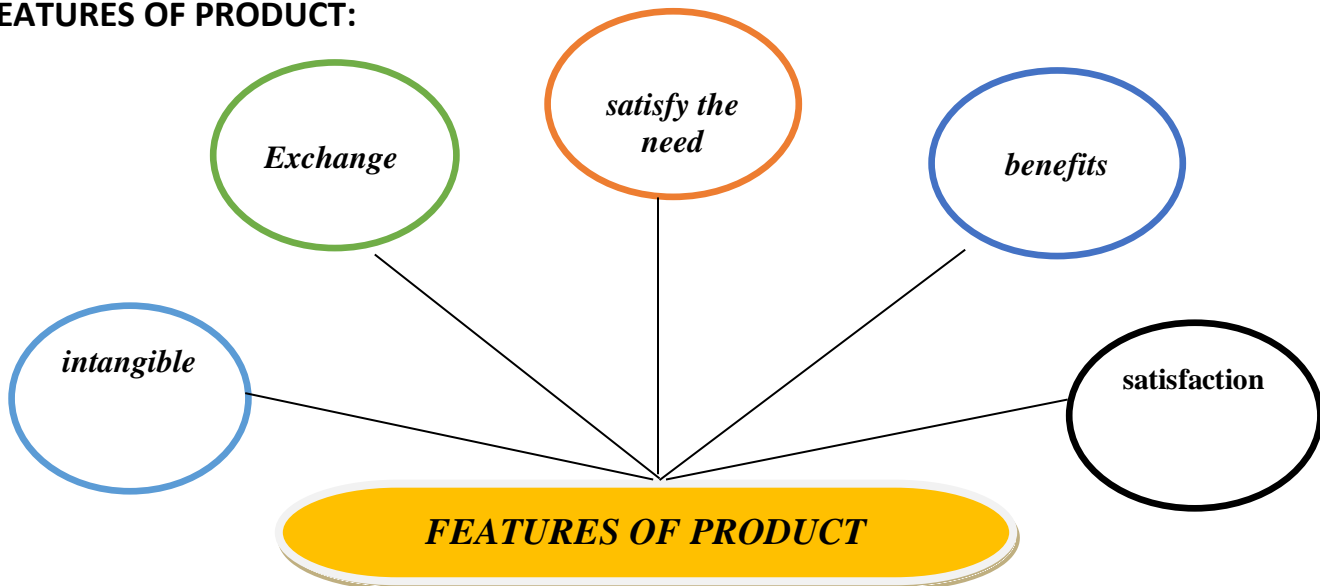 EATURES OF PRODUCT:
satisfy the
need
Exchange
benefits
intangible
satisfaction
FEATURES OF PRODUCT